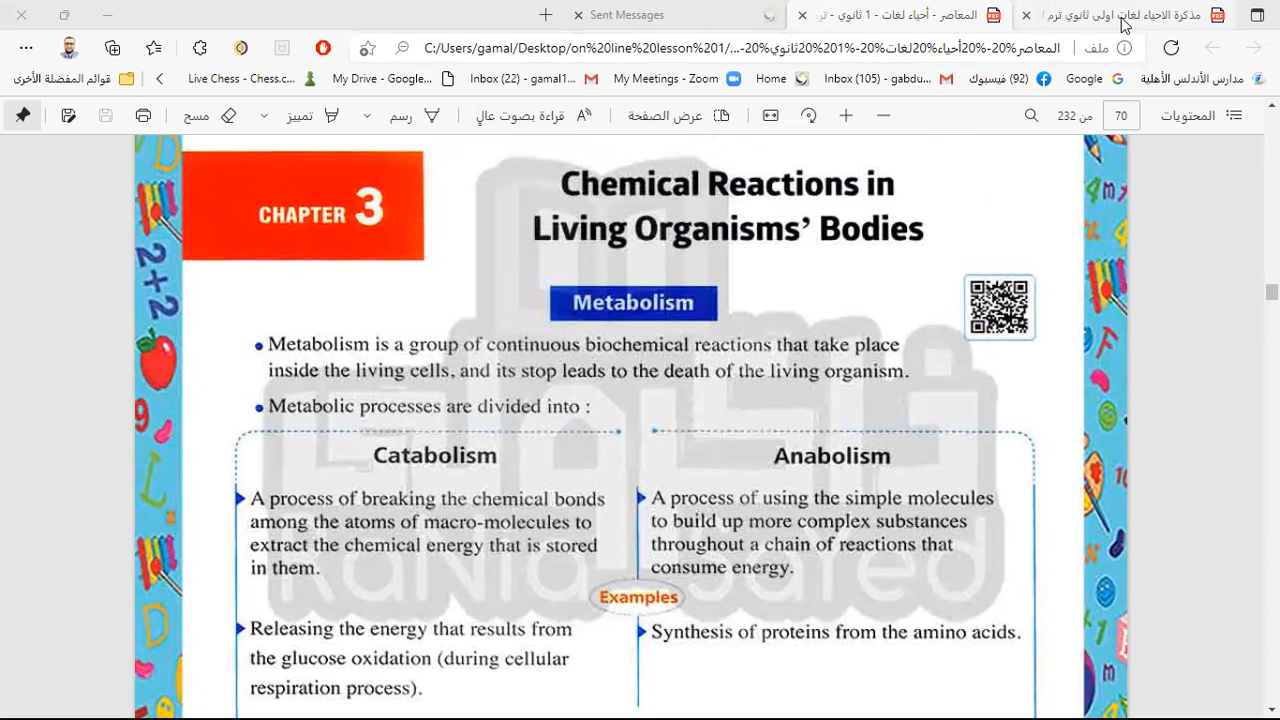 Sent Messages
المعاصر - أحياء لغات - 1 ثانوي - تر
مذكرة الاحياء لغات اولى ثانوي ترم
C:/Users/gamal/Desktop/on%20line%20lesson%201/...المعاصر%20-%20أحياء%20لغات%20-%201%20ثانوي%20-%20
ملف
قوائم المفضلة الأخرى
Live Chess - Chess.c...
My Drive - Google...
Inbox (22) - gamal1...
My Meetings - Zoom
Home
Inbox (105) - gabdu...
(92) فيسبوك
Google
مدارس الأندلس الأهلية
مسح
تمييز
رسم
قراءة بصوت عالٍ
عرض الصفحة
من 232
70
المحتويات
CHAPTER 3
Chemical Reactions in
Living Organisms' Bodies
Metabolism
• Metabolism is a group of continuous biochemical reactions that take place
inside the living cells, and its stop leads to the death of the living organism.
• Metabolic processes are divided into :
Catabolism
A process of breaking the chemical bonds
among the atoms of macro-molecules to
extract the chemical energy that is stored
in them.
Anabolism
A process of using the simple molecules
to build up more complex substances
throughout a chain of reactions that
consume energy.
Examples
Releasing the energy that results from
the glucose oxidation (during cellular
respiration process).
Synthesis of proteins from the amino acids.